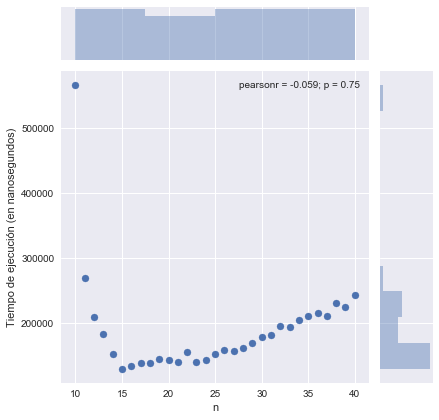 pearsonr = -0.059; p = 0.75
Tiempo de ejecución (en nanosegundos)
500000
400000
300000
200000
10 15 20 25 30 35 40
n